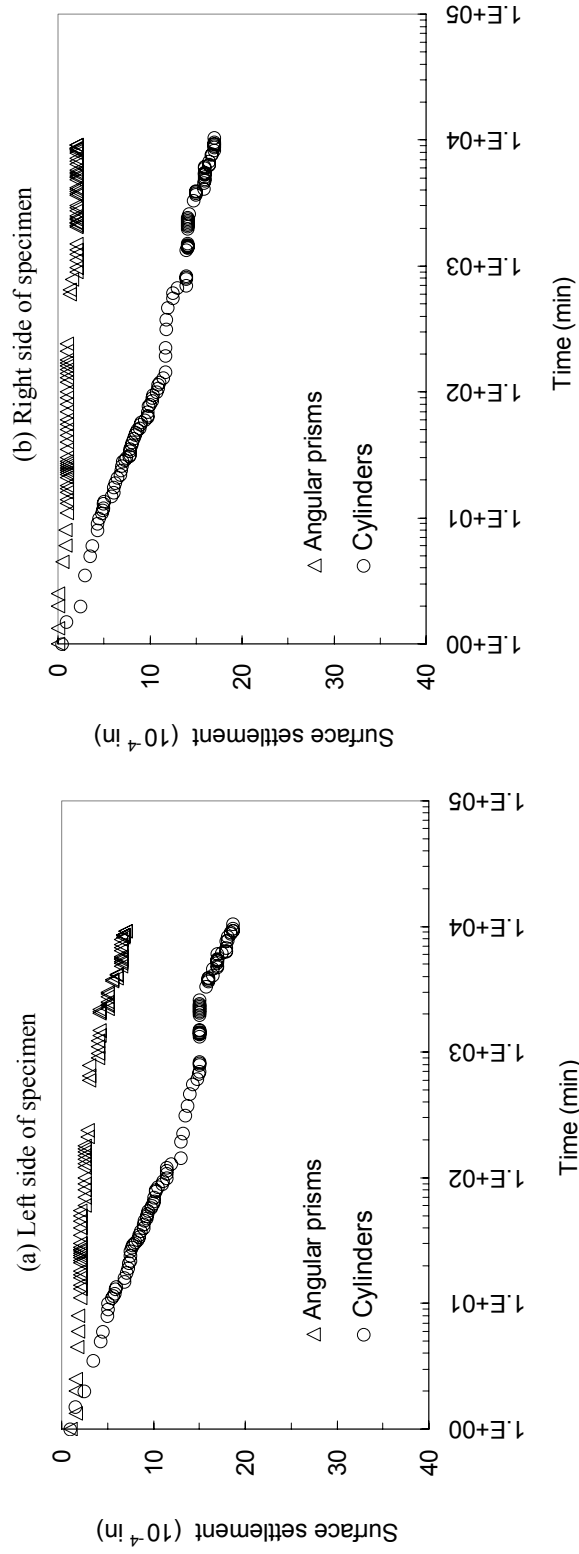 (a) Left side of specimen
Surface settlement (10⁻⁴ in)
0
10
20
30
40
Angular prisms
Cylinders
1.E+00 1.E+01 1.E+02 1.E+03 1.E+04 1.E+05
Time (min)
(b) Right side of specimen
Surface settlement (10⁻⁴ in)
0
10
20
30
40
Angular prisms
Cylinders
1.E+00 1.E+01 1.E+02 1.E+03 1.E+04 1.E+05
Time (min)